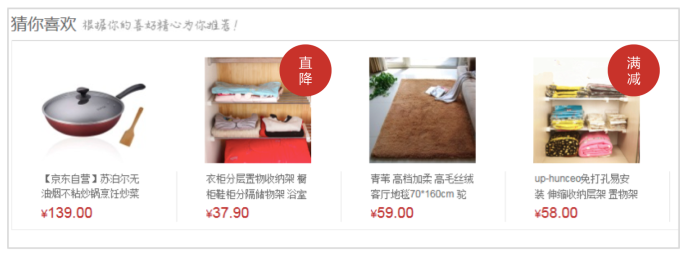 猜你喜欢 根据你的喜好精心为你推荐！
直
降
满
减
【京东自营】苏泊尔无
油烟不粘炒锅烹饪炒菜
¥139.00
衣柜分层置物收纳架 橱
柜鞋柜分隔储物架 浴室
¥37.90
青苇 高档加柔 高毛丝绒
客厅地毯70*160cm 驼
¥59.00
up-hunceo免打孔易安
装 伸缩收纳层架 置物架
¥58.00